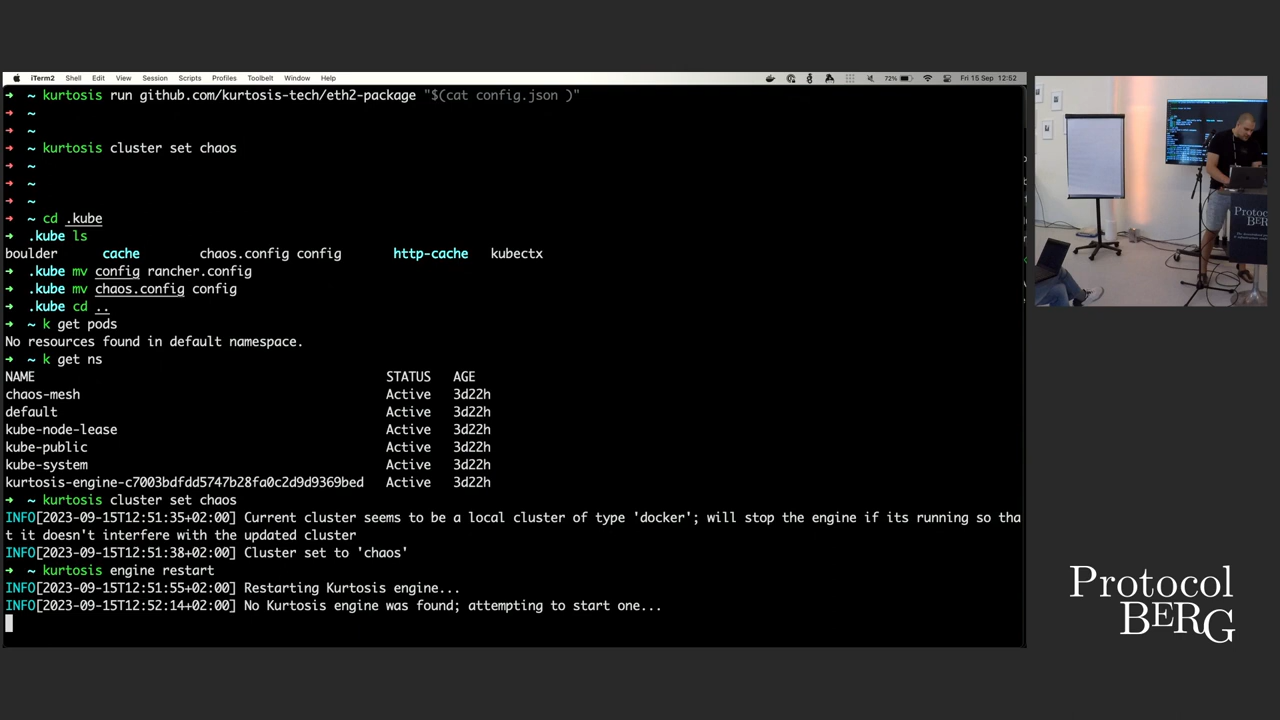 iTerm2 Shell Edit View Session Scripts Profiles Toolbelt Window Help 72% Fri 15 Sep 12:52
➜ ~ kurtosis run github.com/kurtosis-tech/eth2-package "$(cat config.json )"
➜ ~
➜ ~
➜ ~ kurtosis cluster set chaos
➜ ~
➜ ~
➜ ~
➜ ~ cd .kube
➜ .kube ls
boulder cache chaos.config config http-cache kubectx
➜ .kube mv config rancher.config
➜ .kube mv chaos.config config
➜ .kube cd ..
➜ ~ k get pods
No resources found in default namespace.
➜ ~ k get ns
NAME STATUS AGE
chaos-mesh Active 3d22h
default Active 3d22h
kube-node-lease Active 3d22h
kube-public Active 3d22h
kube-system Active 3d22h
kurtosis-engine-c7003bdfdd5747b28fa0c2d9d9369bed Active 3d22h
➜ ~ kurtosis cluster set chaos
INFO[2023-09-15T12:51:35+02:00] Current cluster seems to be a local cluster of type 'docker'; will stop the engine if its running so tha
t it doesn't interfere with the updated cluster
INFO[2023-09-15T12:51:38+02:00] Cluster set to 'chaos'
➜ ~ kurtosis engine restart
INFO[2023-09-15T12:51:55+02:00] Restarting Kurtosis engine...
INFO[2023-09-15T12:52:14+02:00] No Kurtosis engine was found; attempting to start one...
Protocol
BERG
Protocol
BERG